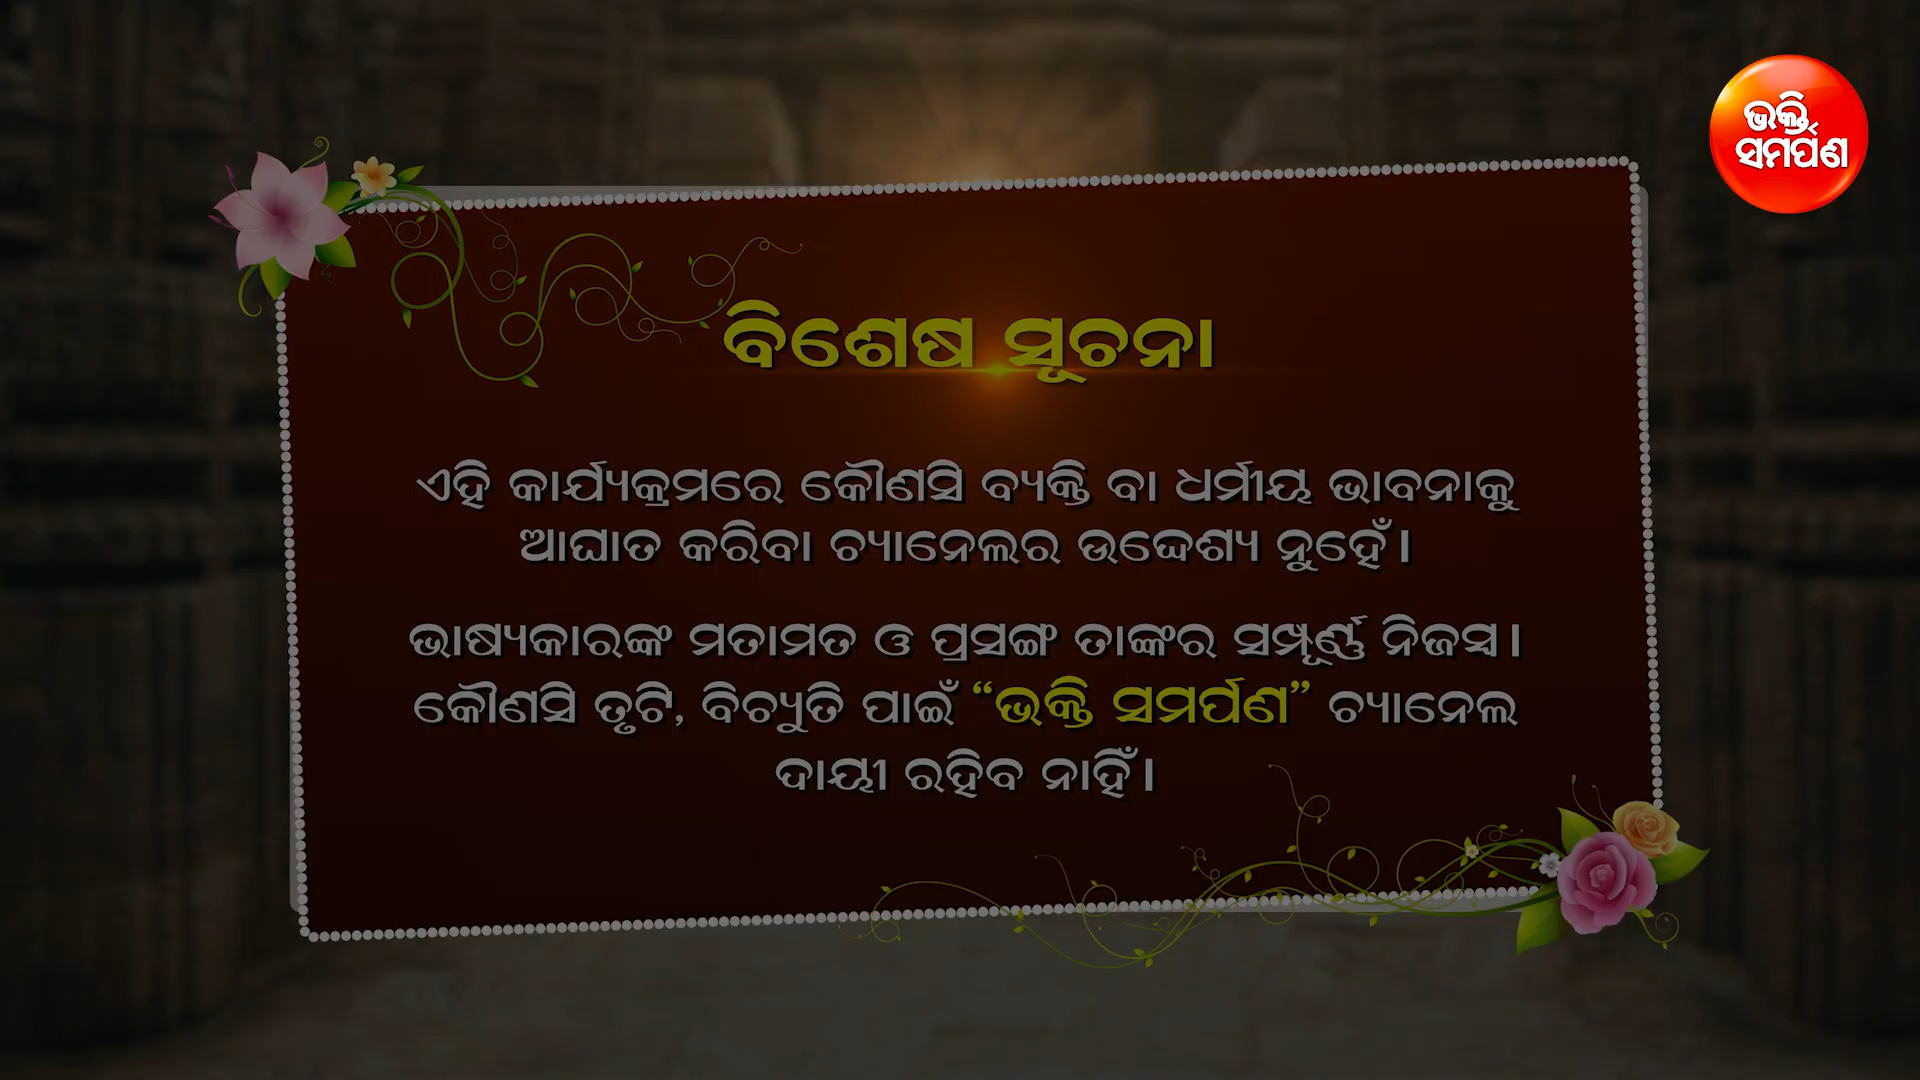 ଭକ୍ତି
ସମର୍ପଣ
ବିଶେଷ ସୂଚନା
ଏହି କାର୍ଯ୍ୟକ୍ରମରେ କୌଣସି ବ୍ୟକ୍ତି ବା ଧର୍ମୀୟ ଭାବନାକୁ
ଆଘାତ କରିବା ଚ୍ୟାନେଲର ଉଦ୍ଦେଶ୍ୟ ନୁହେଁ।
ଭାଷ୍ୟକାରଙ୍କ ମତାମତ ଓ ପ୍ରସଙ୍ଗ ତାଙ୍କର ସମ୍ପୂର୍ଣ୍ଣ ନିଜସ୍ୱ।
କୌଣସି ତୃଟି, ବିଚ୍ୟୁତି ପାଇଁ “ଭକ୍ତି ସମର୍ପଣ” ଚ୍ୟାନେଲ
ଦାୟୀ ରହିବ ନାହିଁ।